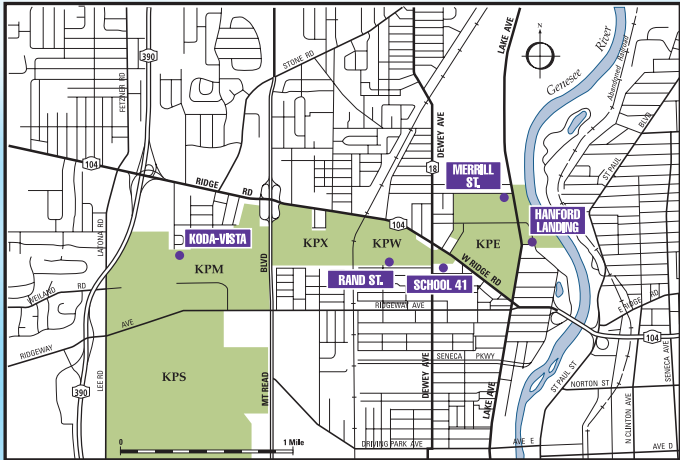 390
FETZNER RD
STONE RD
LAKE AVE
N
Genesee River
Abandoned Railroad
DEWEY AVE
ST PAUL BLVD
18
104
RIDGE RD
MERRILL
ST.
HANFORD
LANDING
LATONA RD
KODA-VISTA
KPM
BLVD
KPX
KPW
104
KPE
W RIDGE RD
RAND ST.
SCHOOL 41
WEILAND RD
RIDGEWAY AVE
E RIDGE RD
RIDGEWAY AVE
104
SENECA PKWY
KPS
LEE RD
390
MT READ
DEWEY AVE
LAKE AVE
ST PAUL ST
NORTON ST
SENECA AVE
N CLINTON AVE
0
1 Mile
DRIVING PARK AVE
AVE E
AVE D